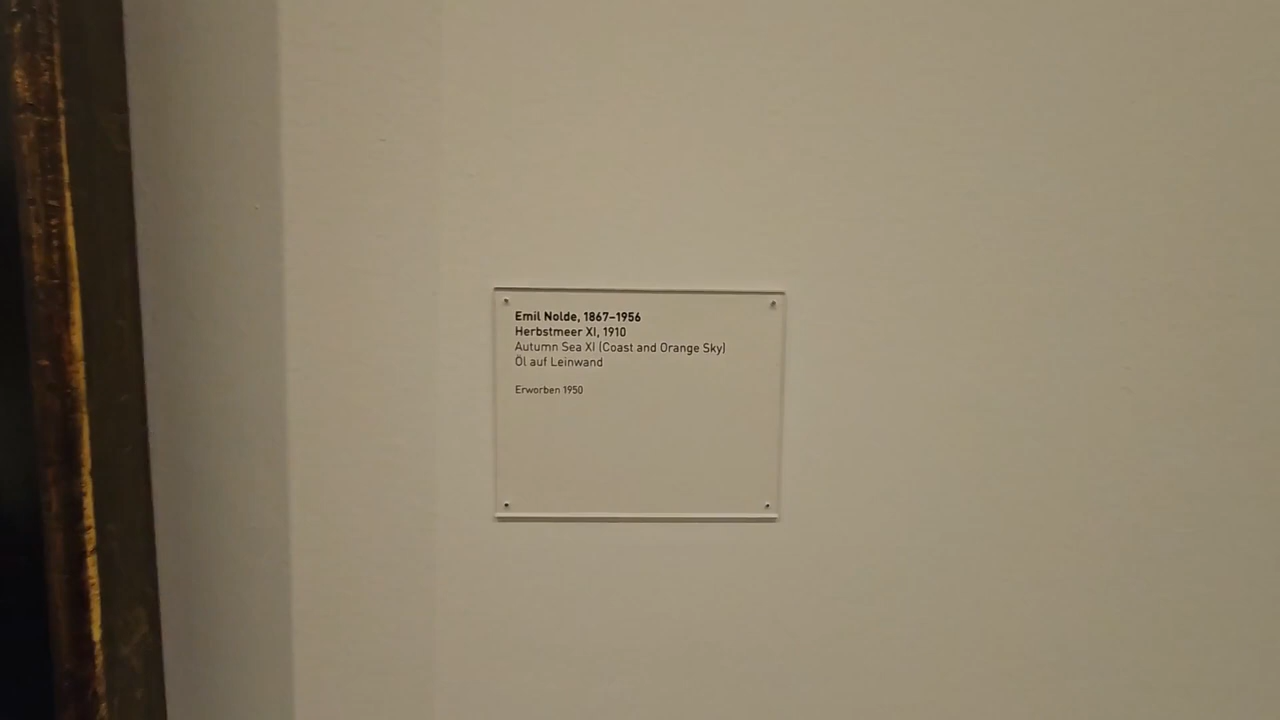 Emil Nolde, 1867–1956
Herbstmeer XI, 1910
Autumn Sea XI (Coast and Orange Sky)
Öl auf Leinwand
Erworben 1950